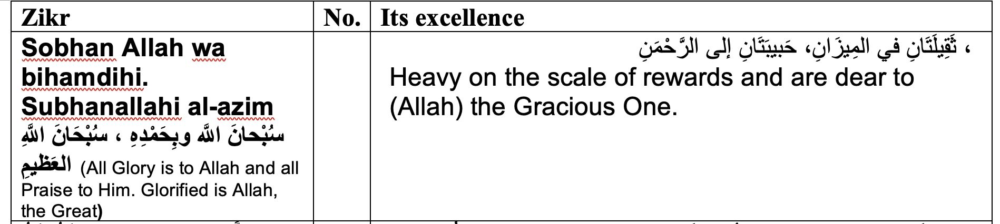 Zikr
No.
Its excellence
Sobhan Allah wa
bihamdihi.
Subhanallahi al-azim
سُبْحانَ اللَّه وبِحَمْدِهِ ، سُبْحَانَ اللَّهِ
العَظيمِ (All Glory is to Allah and all
Praise to Him. Glorified is Allah,
the Great)
، ثَقِيلَتَانِ في المِيزَانِ، حَبيبَتَانِ إلى الرَّحْمَنِ
Heavy on the scale of rewards and are dear to
(Allah) the Gracious One.